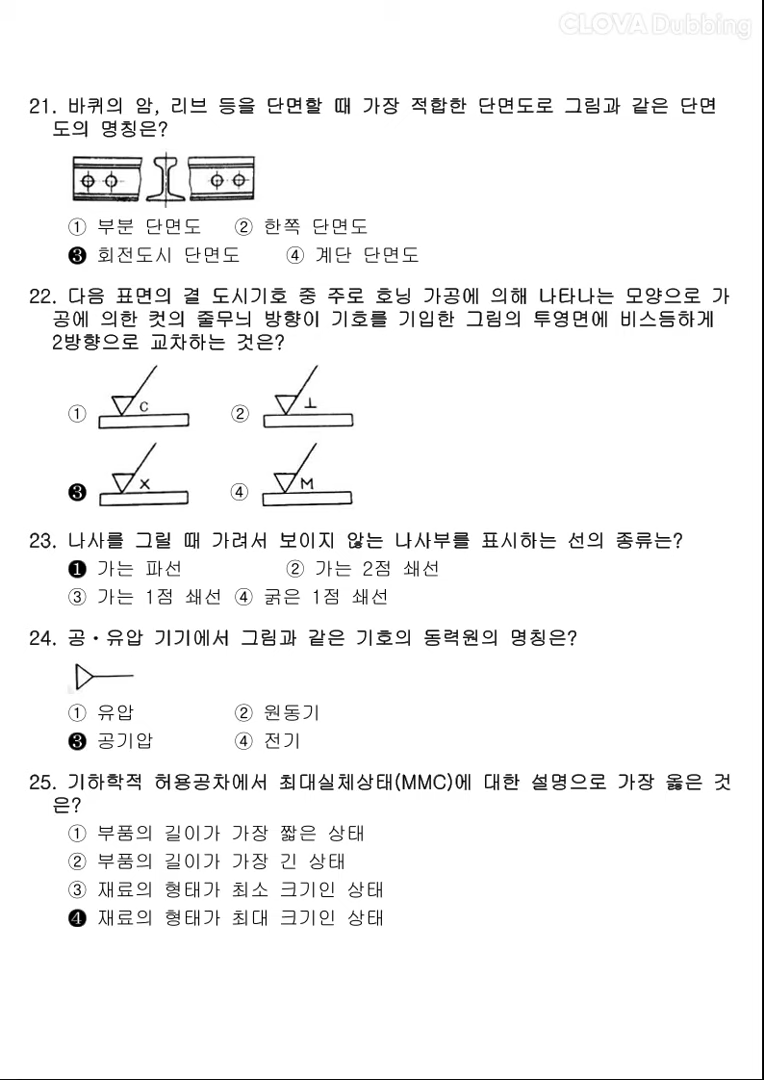 CLOVA Dubbing
21. 바퀴의 암, 리브 등을 단면할 때 가장 적합한 단면도로 그림과 같은 단면
도의 명칭은?
① 부분 단면도 ② 한쪽 단면도
❸ 회전도시 단면도 ④ 계단 단면도
22. 다음 표면의 결 도시기호 중 주로 호닝 가공에 의해 나타나는 모양으로 가
공에 의한 컷의 줄무늬 방향이 기호를 기입한 그림의 투영면에 비스듬하게
2방향으로 교차하는 것은?
① C ② ⊥
❸ X ④ M
23. 나사를 그릴 때 가려서 보이지 않는 나사부를 표시하는 선의 종류는?
❶ 가는 파선 ② 가는 2점 쇄선
③ 가는 1점 쇄선 ④ 굵은 1점 쇄선
24. 공·유압 기기에서 그림과 같은 기호의 동력원의 명칭은?
① 유압 ② 원동기
❸ 공기압 ④ 전기
25. 기하학적 허용공차에서 최대실체상태(MMC)에 대한 설명으로 가장 옳은 것
은?
① 부품의 길이가 가장 짧은 상태
② 부품의 길이가 가장 긴 상태
③ 재료의 형태가 최소 크기인 상태
❹ 재료의 형태가 최대 크기인 상태